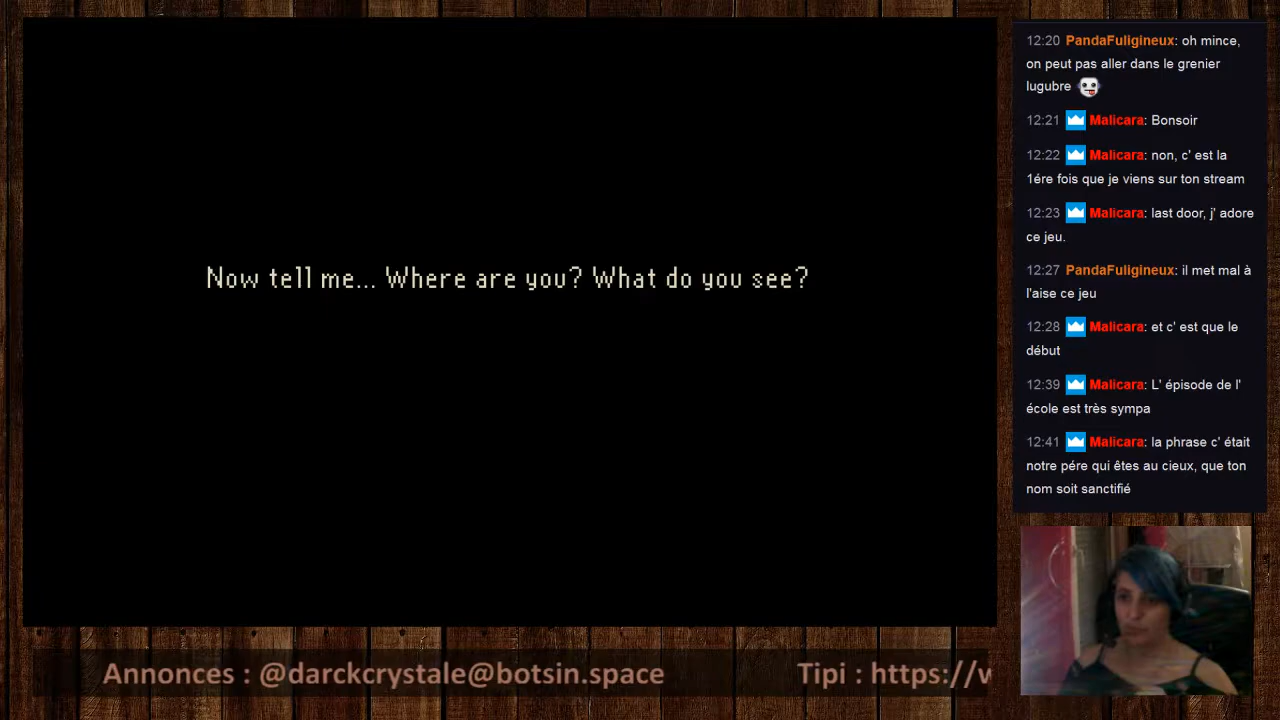 Now tell me... Where are you? What do you see?
12:20 PandaFuligineux: oh mince,
on peut pas aller dans le grenier
lugubre
12:21 Malicara: Bonsoir
12:22 Malicara: non, c' est la
1ére fois que je viens sur ton stream
12:23 Malicara: last door, j' adore
ce jeu.
12:27 PandaFuligineux: il met mal à
l'aise ce jeu
12:28 Malicara: et c' est que le
début
12:39 Malicara: L' épisode de l'
école est très sympa
12:41 Malicara: la phrase c' était
notre pére qui êtes au cieux, que ton
nom soit sanctifié
Annonces : @darckcrystale@botsin.space Tipi : https://w